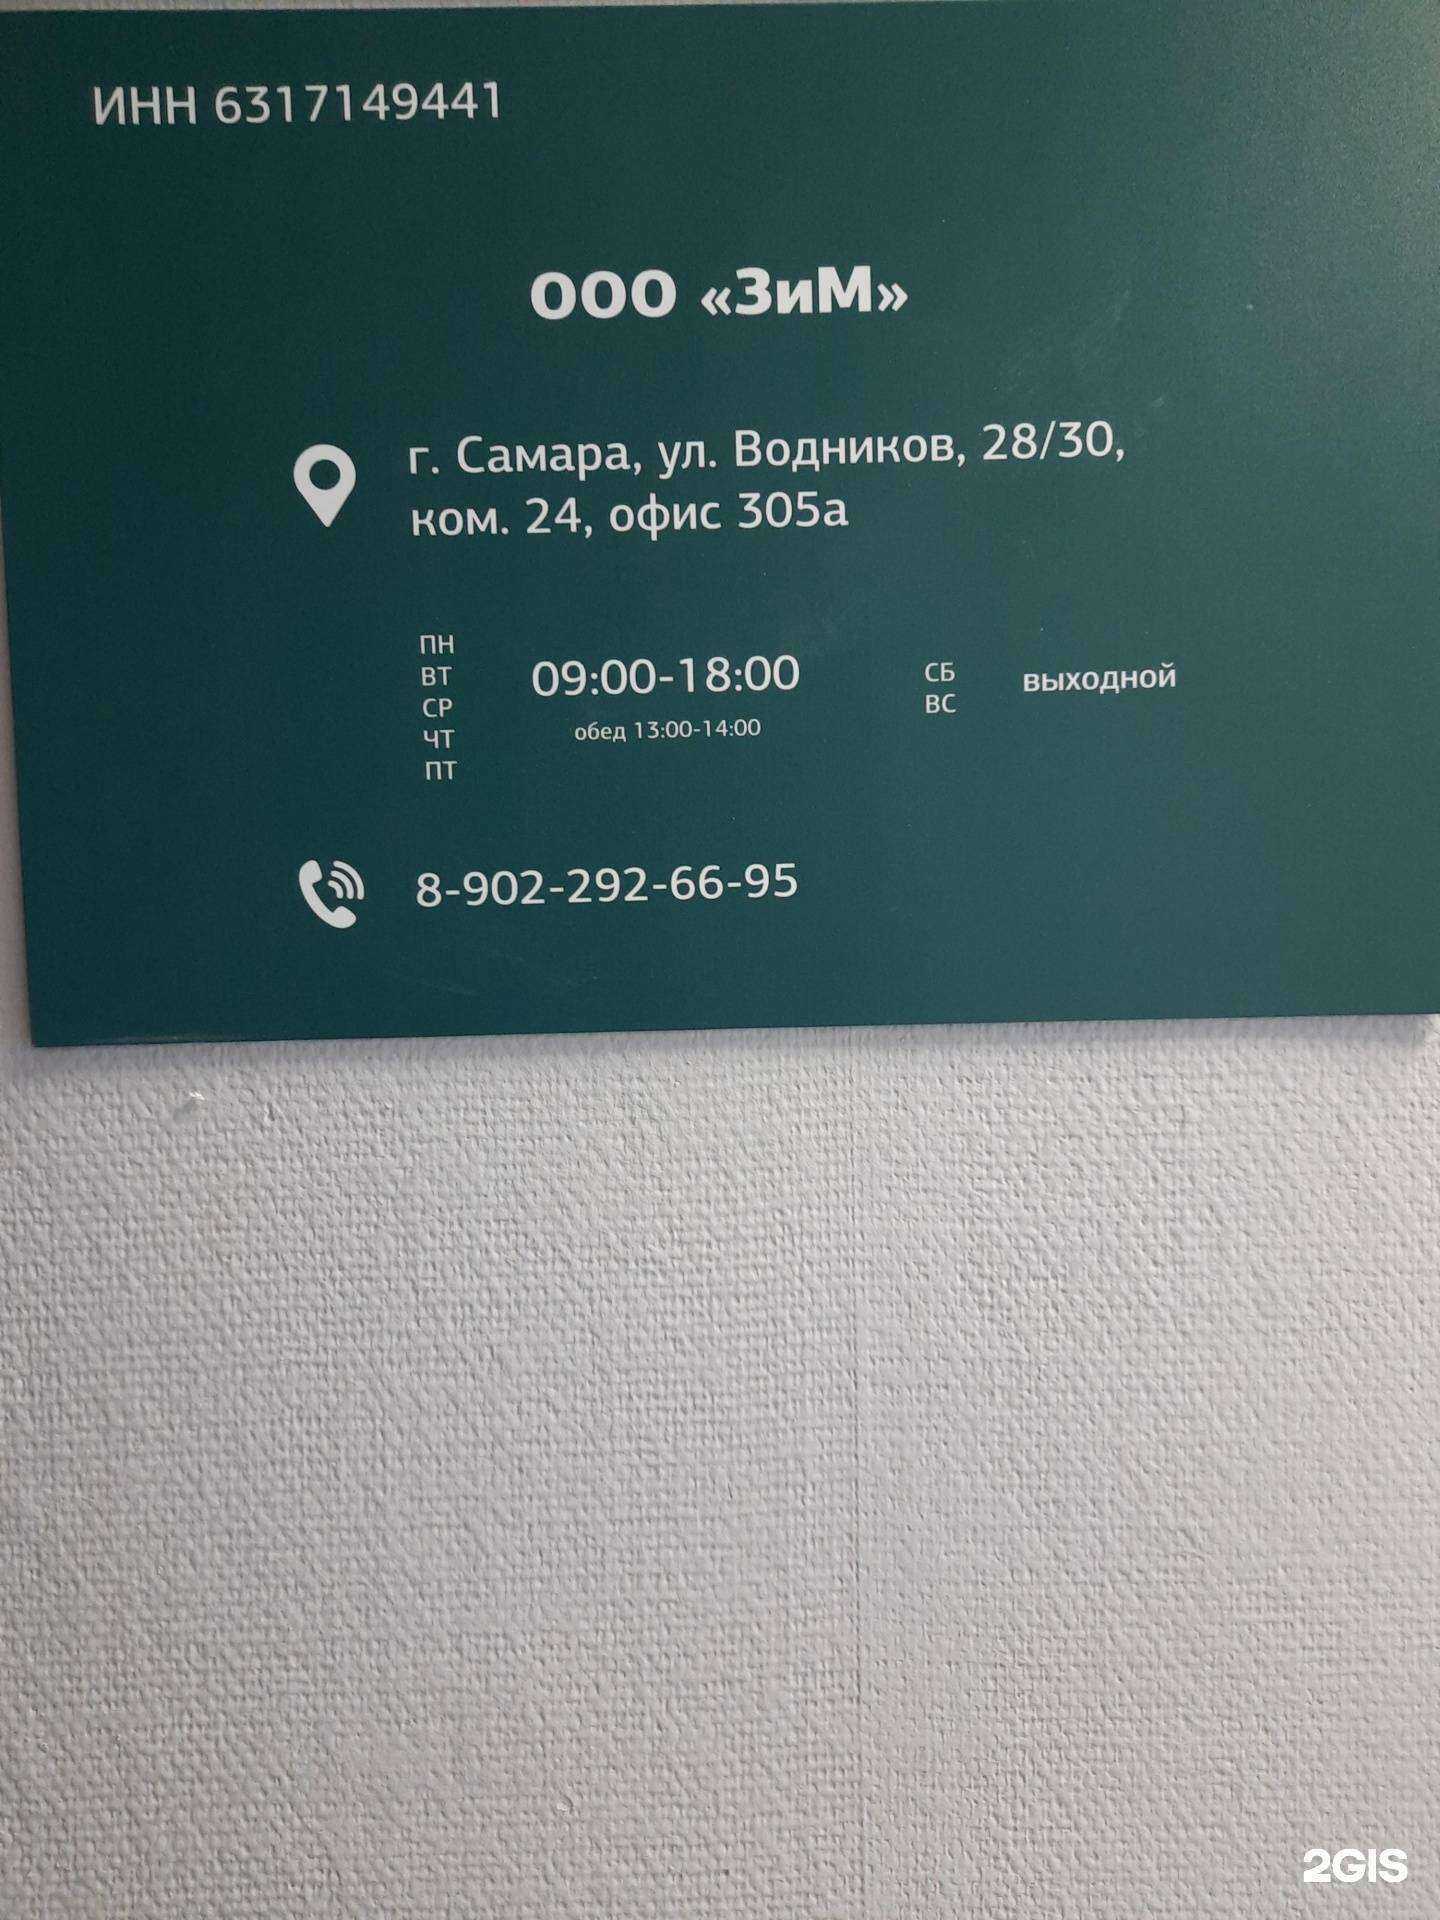 ИНН 6317149441
ООО «ЗиМ»
г. Самара, ул. Водников, 28/30,
ком. 24, офис 305а
ПН
ВТ
СР
ЧТ
ПТ
09:00-18:00
обед 13:00-14:00
СБ
ВС
выходной
8-902-292-66-95
2GIS